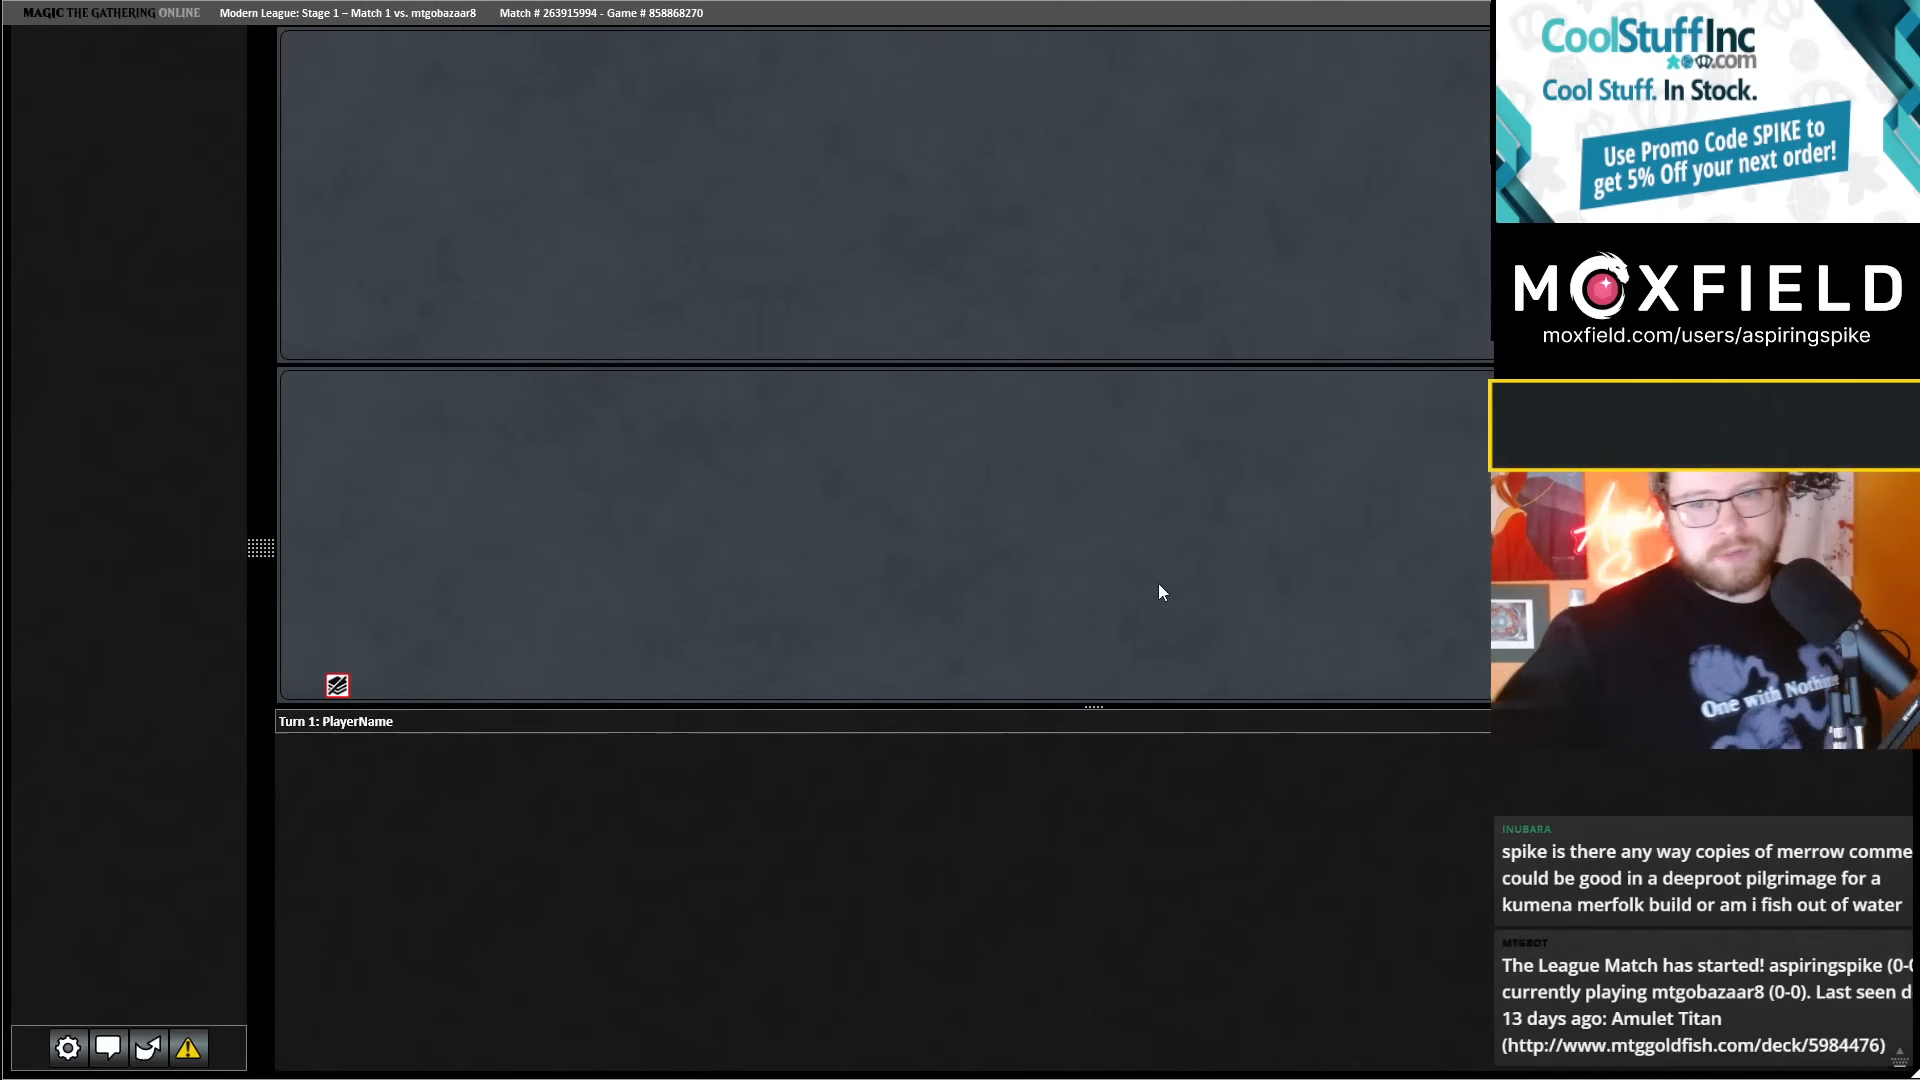 MAGIC THE GATHERING ONLINE
Modern League: Stage 1 – Match 1 vs. mtgobazaar8
Match # 263915994 - Game # 858868270
CoolStuffInc
.com
Cool Stuff. In Stock.
Use Promo Code SPIKE to
get 5% Off your next order!
MOXFIELD
moxfield.com/users/aspiringspike
One with Nothing
Turn 1: PlayerName
INUBARA
spike is there any way copies of merrow comme
could be good in a deeproot pilgrimage for a
kumena merfolk build or am i fish out of water
MTGBOT
The League Match has started! aspiringspike (0-0
currently playing mtgobazaar8 (0-0). Last seen d
13 days ago: Amulet Titan
(http://www.mtggoldfish.com/deck/5984476)